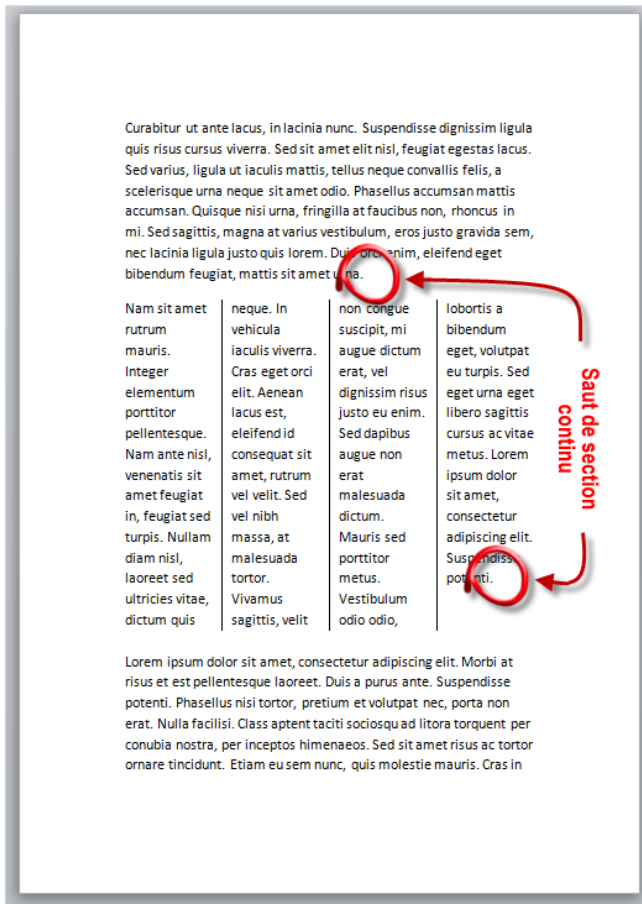 Curabitur ut ante lacus, in lacinia nunc. Suspendisse dignissim ligula
quis risus cursus viverra. Sed sit amet elit nisl, feugiat egestas lacus.
Sed varius, ligula ut iaculis mattis, tellus neque convallis felis, a
scelerisque urna neque sit amet odio. Phasellus accumsan mattis
accumsan. Quisque nisi urna, fringilla at faucibus non, rhoncus in
mi. Sed sagittis, magna at varius vestibulum, eros justo gravida sem,
nec lacinia ligula justo quis lorem. Duis orci enim, eleifend eget
bibendum feugiat, mattis sit amet urna.
Nam sit amet
rutrum
mauris.
Integer
elementum
porttitor
pellentesque.
Nam ante nisl,
venenatis sit
amet feugiat
in, feugiat sed
turpis. Nullam
diam nisl,
laoreet sed
ultricies vitae,
dictum quis
neque. In
vehicula
iaculis viverra.
Cras eget orci
elit. Aenean
lacus est,
eleifend id
consequat sit
amet, rutrum
vel velit. Sed
vel nibh
massa, at
malesuada
tortor.
Vivamus
sagittis, velit
non congue
suscipit, mi
augue dictum
erat, vel
dignissim risus
justo eu enim.
Sed dapibus
augue non
erat
malesuada
dictum.
Mauris sed
porttitor
metus.
Vestibulum
odio odio,
lobortis a
bibendum
eget, volutpat
eu turpis. Sed
eget urna eget
libero sagittis
cursus ac vitae
metus. Lorem
ipsum dolor
sit amet,
consectetur
adipiscing elit.
Suspendisse
potenti.
Saut de section
continu
Lorem ipsum dolor sit amet, consectetur adipiscing elit. Morbi at
risus et est pellentesque laoreet. Duis a purus ante. Suspendisse
potenti. Phasellus nisi tortor, pretium et volutpat nec, porta non
erat. Nulla facilisi. Class aptent taciti sociosqu ad litora torquent per
conubia nostra, per inceptos himenaeos. Sed sit amet risus ac tortor
ornare tincidunt. Etiam eu sem nunc, quis molestie mauris. Cras in